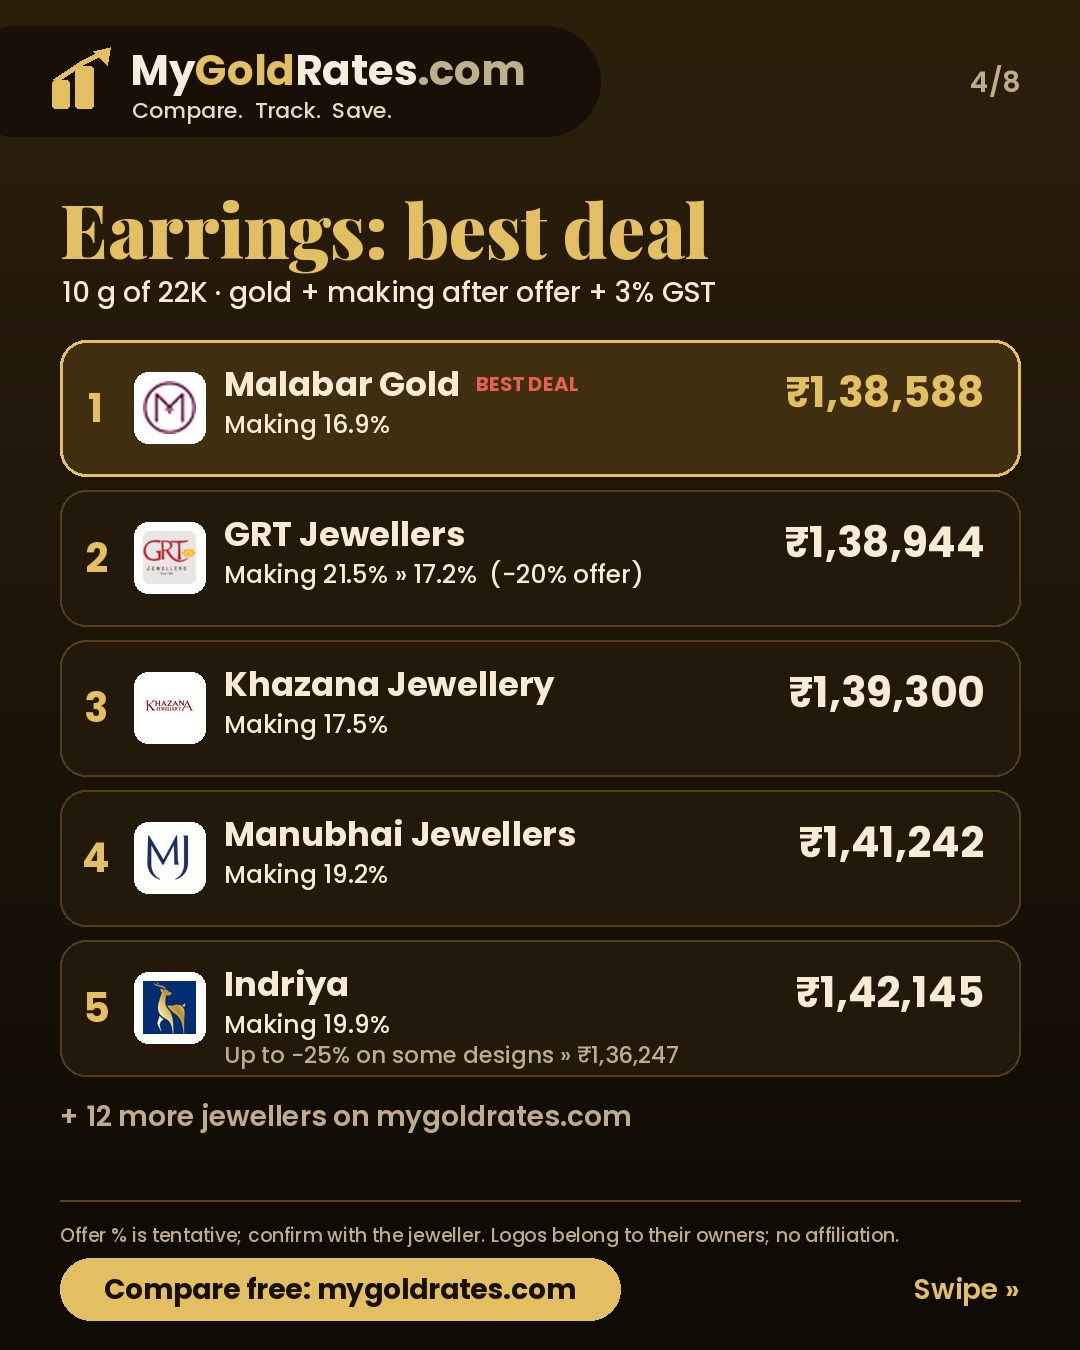 MyGoldRates.com
Compare. Track. Save.
4/8
Earrings: best deal
10 g of 22K · gold + making after offer + 3% GST
1
Malabar Gold BEST DEAL
Making 16.9%
₹1,38,588
2
GRT JEWELLERS
GRT Jewellers
Making 21.5% » 17.2% (-20% offer)
₹1,38,944
3
KHAZANA JEWELLERY
Khazana Jewellery
Making 17.5%
₹1,39,300
4
MJ
Manubhai Jewellers
Making 19.2%
₹1,41,242
5
Indriya
Making 19.9%
Up to -25% on some designs » ₹1,36,247
₹1,42,145
+ 12 more jewellers on mygoldrates.com
Offer % is tentative; confirm with the jeweller. Logos belong to their owners; no affiliation.
Compare free: mygoldrates.com
Swipe »